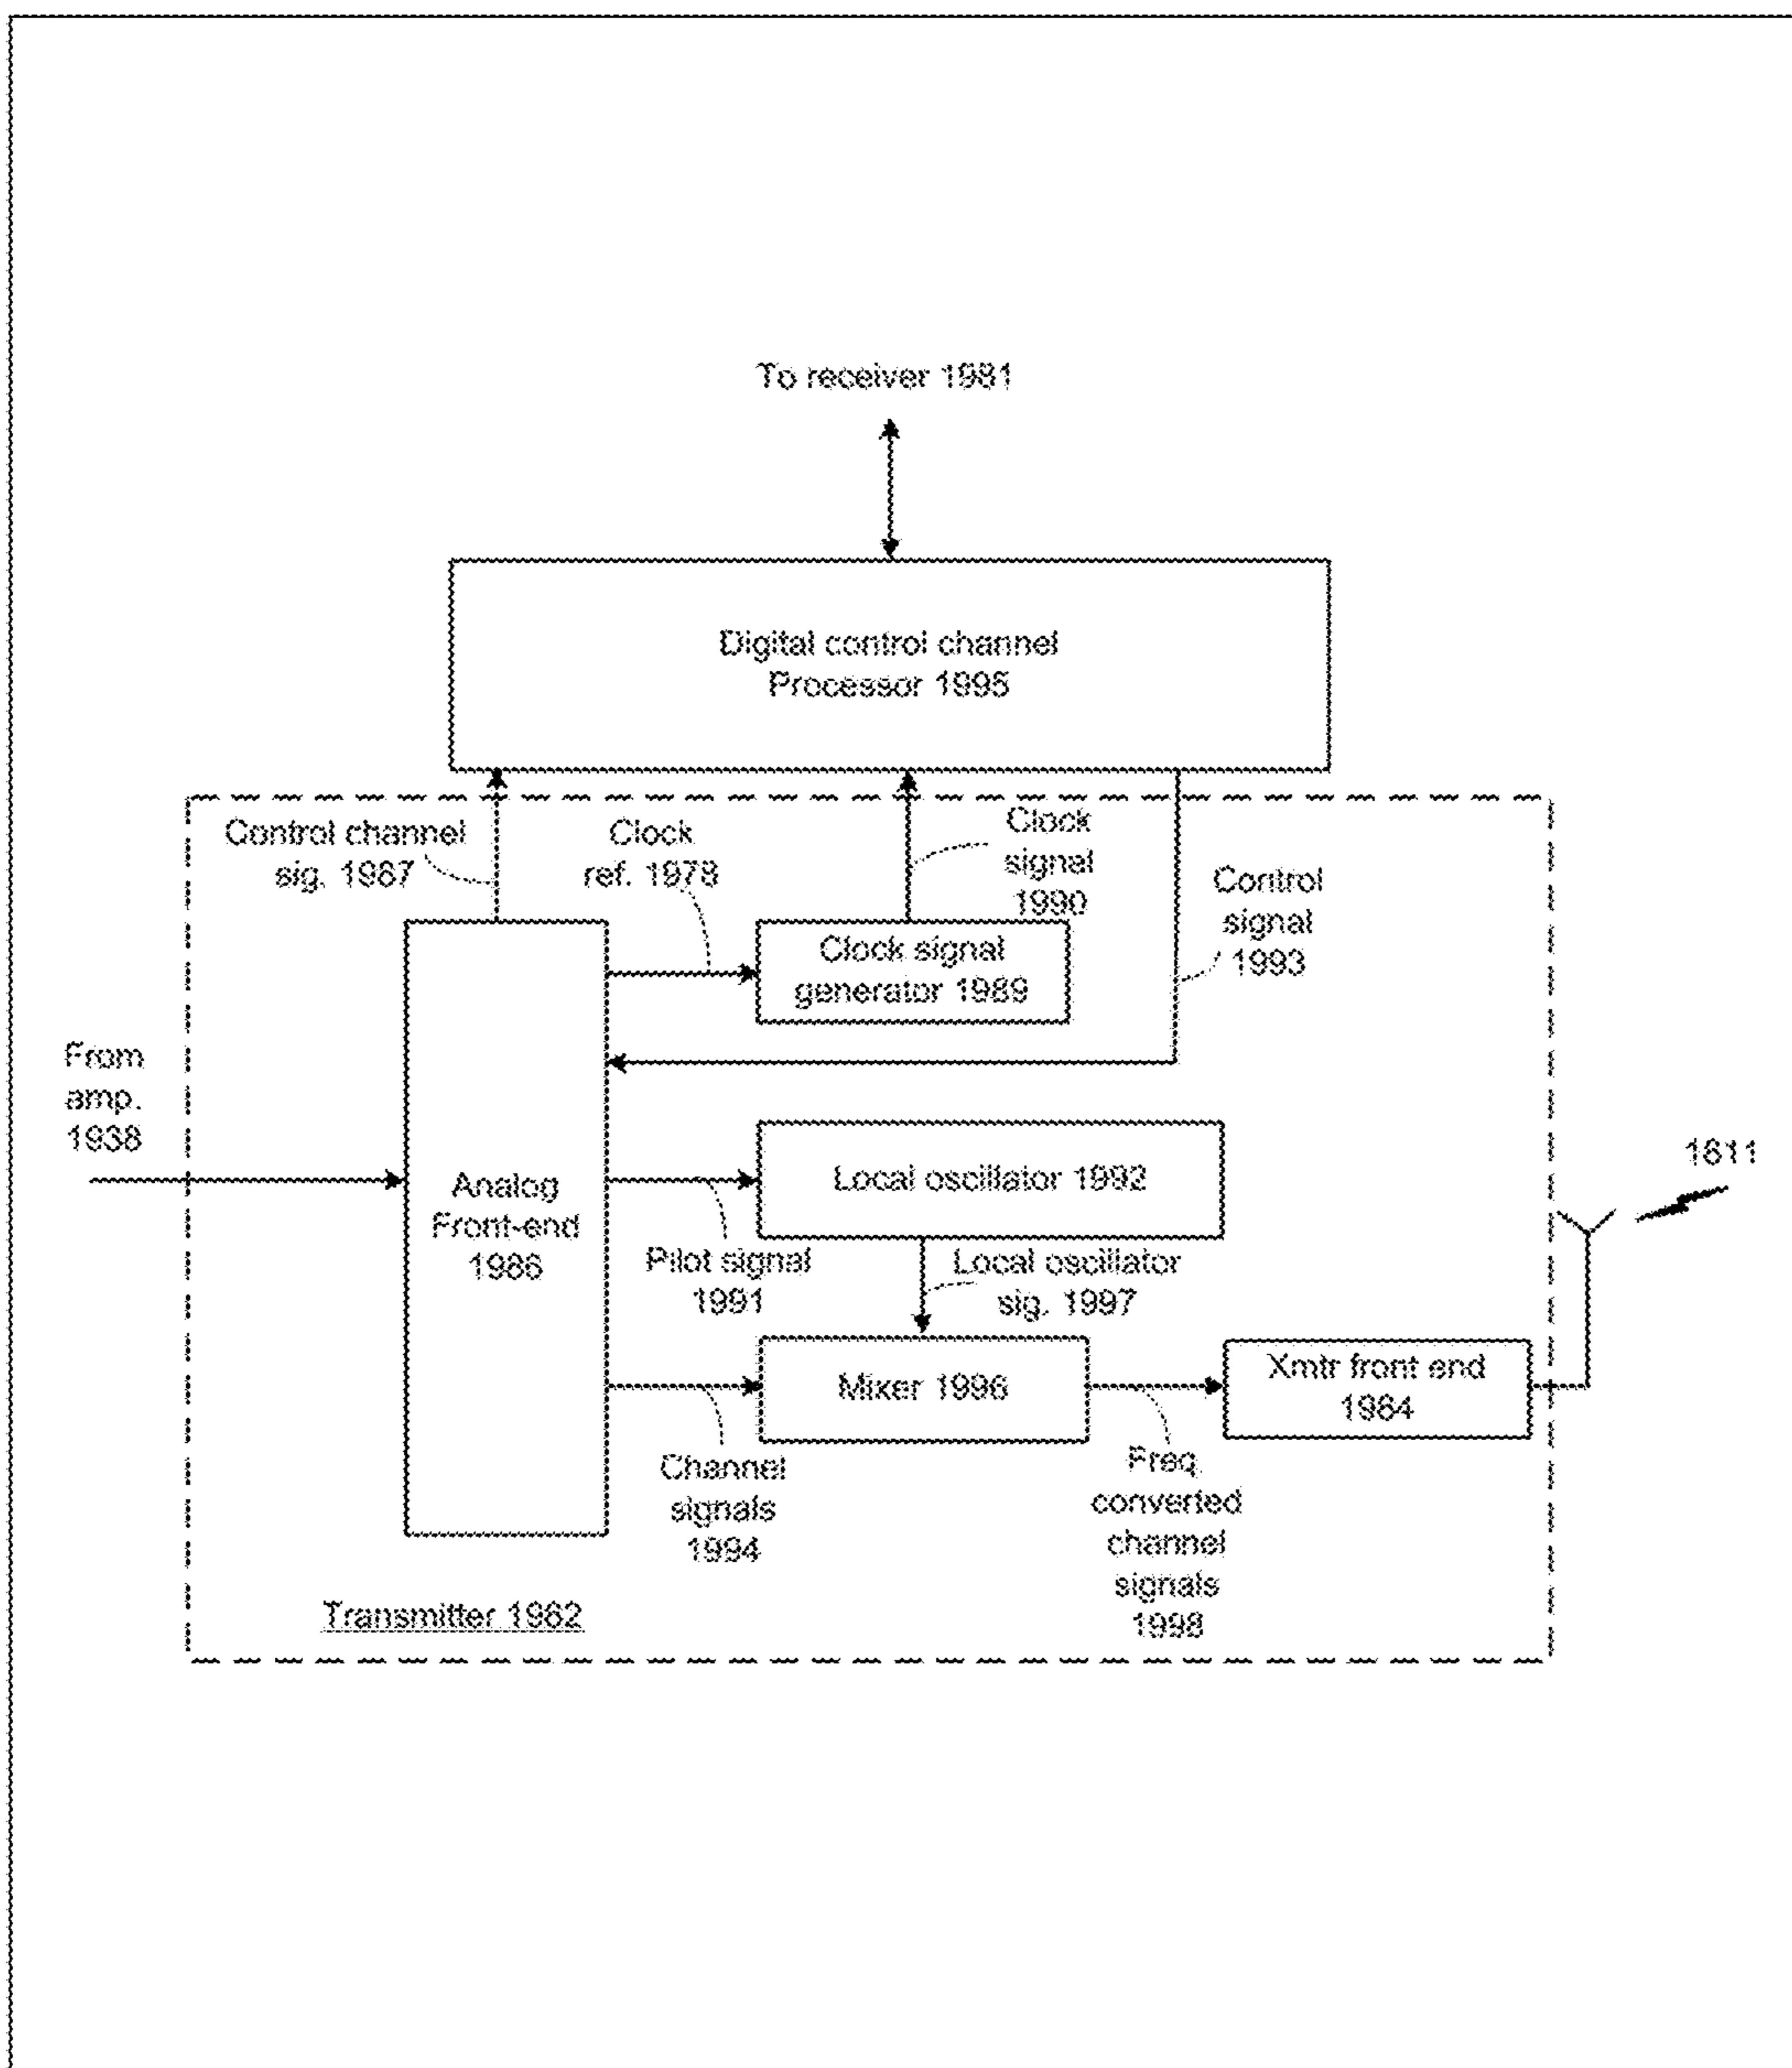 To receiver 1981
Digital control channel
Processor 1995
Control channel
sig. 1987
Clock
ref. 1978
Clock
signal
1990
Control
signal
1993
Clock signal
generator 1989
From
amp.
1938
Analog
Front-end
1986
Local oscillator 1992
1611
Pilot signal
1991
Local oscillator
sig. 1997
Mixer 1996
Xmtr front end
1984
Channel
signals
1994
Freq.
converted
channel
signals
1998
Transmitter 1982